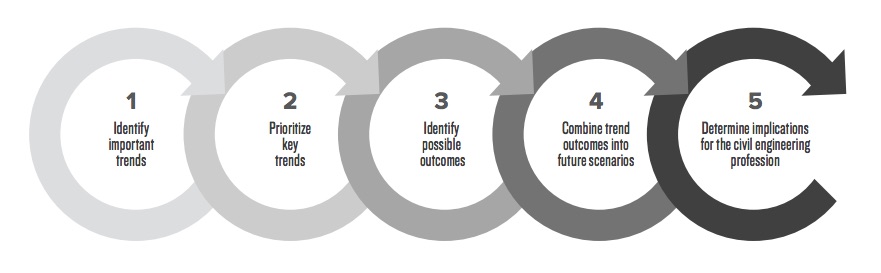 1
Identify
important
trends
2
Prioritize
key
trends
3
Identify
possible
outcomes
4
Combine trend
outcomes into
future scenarios
5
Determine implications
for the civil engineering
profession